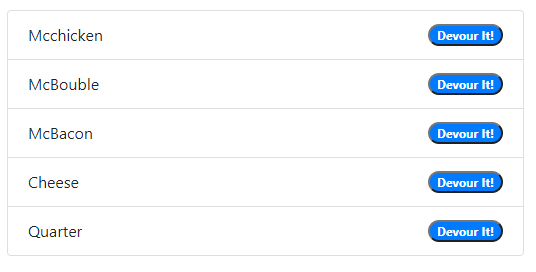 Mcchicken Devour It!
McBouble Devour It!
McBacon Devour It!
Cheese Devour It!
Quarter Devour It!